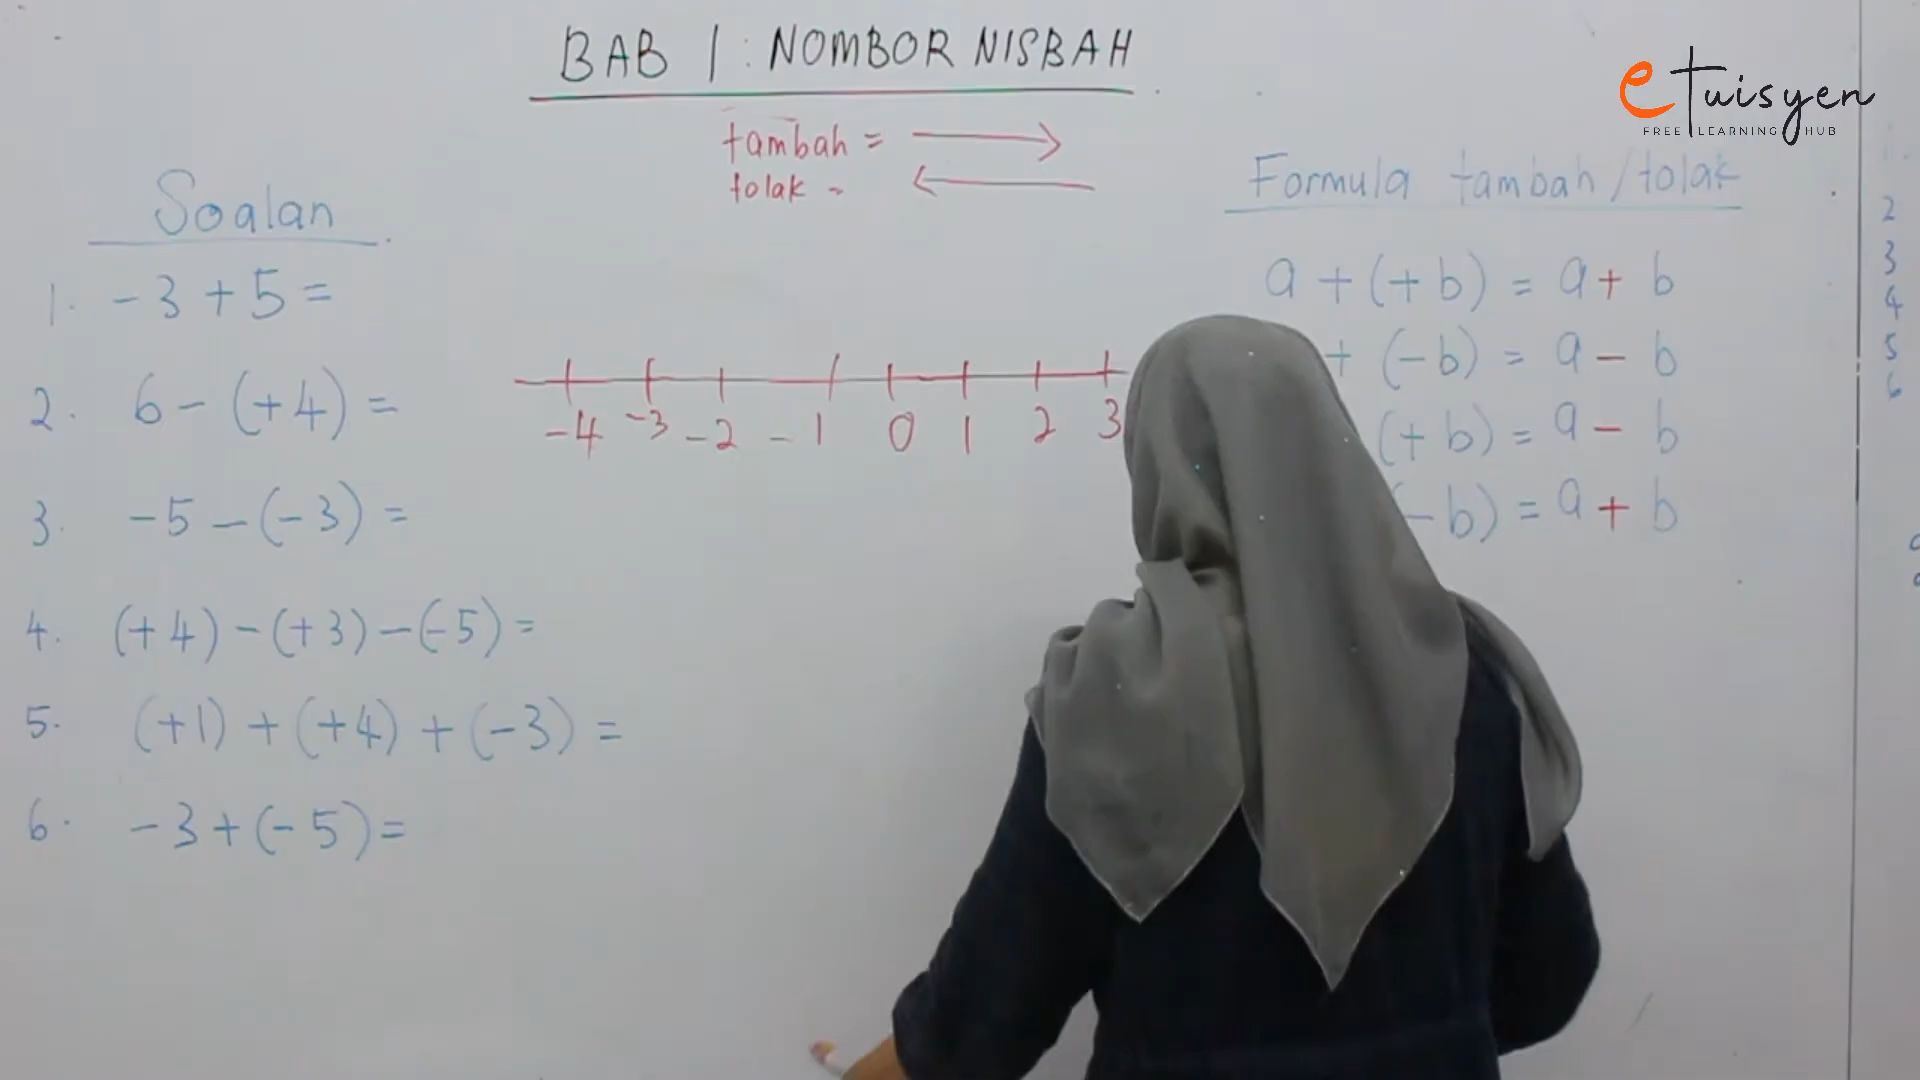 BAB 1 : NOMBOR NISBAH
eTuisyen
FREE LEARNING HUB
tambah = →
tolak - ←
Soalan
1. -3 + 5 =
2. 6 - (+4) =
3. -5 - (-3) =
4. (+4) - (+3) - (-5) =
5. (+1) + (+4) + (-3) =
6. -3 + (-5) =
-4 -3 -2 -1 0 1 2 3
Formula tambah/tolak
a + (+b) = a + b
+ (-b) = a - b
(+b) = a - b
-b) = a + b
2
3
4
5
6